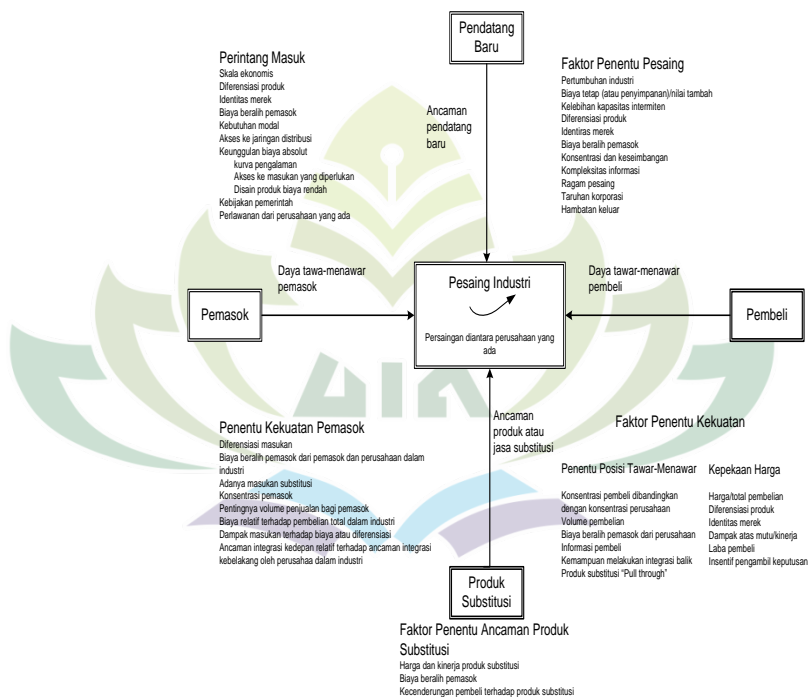 Pendatang
Baru
Perintang Masuk
Skala ekonomis
Diferensiasi produk
Identitas merek
Biaya beralih pemasok
Kebutuhan modal
Akses ke jaringan distribusi
Keunggulan biaya absolut
kurva pengalaman
Akses ke masukan yang diperlukan
Disain produk biaya rendah
Kebijakan pemerintah
Perlawanan dari perusahaan yang ada
Ancaman
pendatang
baru
Faktor Penentu Pesaing
Pertumbuhan industri
Biaya tetap (atau penyimpanan)/nilai tambah
Kelebihan kapasitas intermiten
Diferensiasi produk
Identiras merek
Biaya beralih pemasok
Konsentrasi dan keseimbangan
Kompleksitas informasi
Ragam pesaing
Taruhan korporasi
Hambatan keluar
Daya tawa-menawar
pemasok
Pemasok
Pesaing Industri
Persaingan diantara perusahaan yang
ada
Daya tawar-menawar
pembeli
Pembeli
Penentu Kekuatan Pemasok
Diferensiasi masukan
Biaya beralih pemasok dari pemasok dan perusahaan dalam
industri
Adanya masukan substitusi
Konsentrasi pemasok
Pentingnya volume penjualan bagi pemasok
Biaya relatif terhadap pembelian total dalam industri
Dampak masukan terhadap biaya atau diferensiasi
Ancaman integrasi kedepan relatif terhadap ancaman integrasi
kebelakang oleh perusahaa dalam industri
Ancaman
produk atau
jasa substitusi
Faktor Penentu Kekuatan
Penentu Posisi Tawar-Menawar
Konsentrasi pembeli dibandingkan
dengan konsentrasi perusahaan
Volume pembelian
Biaya beralih pemasok dari perusahaan
Informasi pembeli
Kemampuan melakukan integrasi balik
Produk substitusi “Pull through”
Kepekaan Harga
Harga/total pembelian
Diferensiasi produk
Identitas merek
Dampak atas mutu/kinerja
Laba pembeli
Insentif pengambil keputusan
Produk
Substitusi
Faktor Penentu Ancaman Produk
Substitusi
Harga dan kinerja produk substitusi
Biaya beralih pemasok
Kecenderungan pembeli terhadap produk substitusi